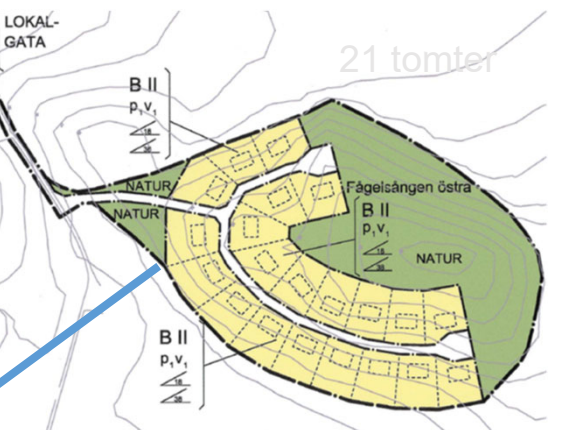 LOKAL-
GATA
21 tomter
B II
p₁v₁
18
38
NATUR
NATUR
Fågelsången östra
B II
p₁v₁
18
38
NATUR
B II
p₁v₁
18
38